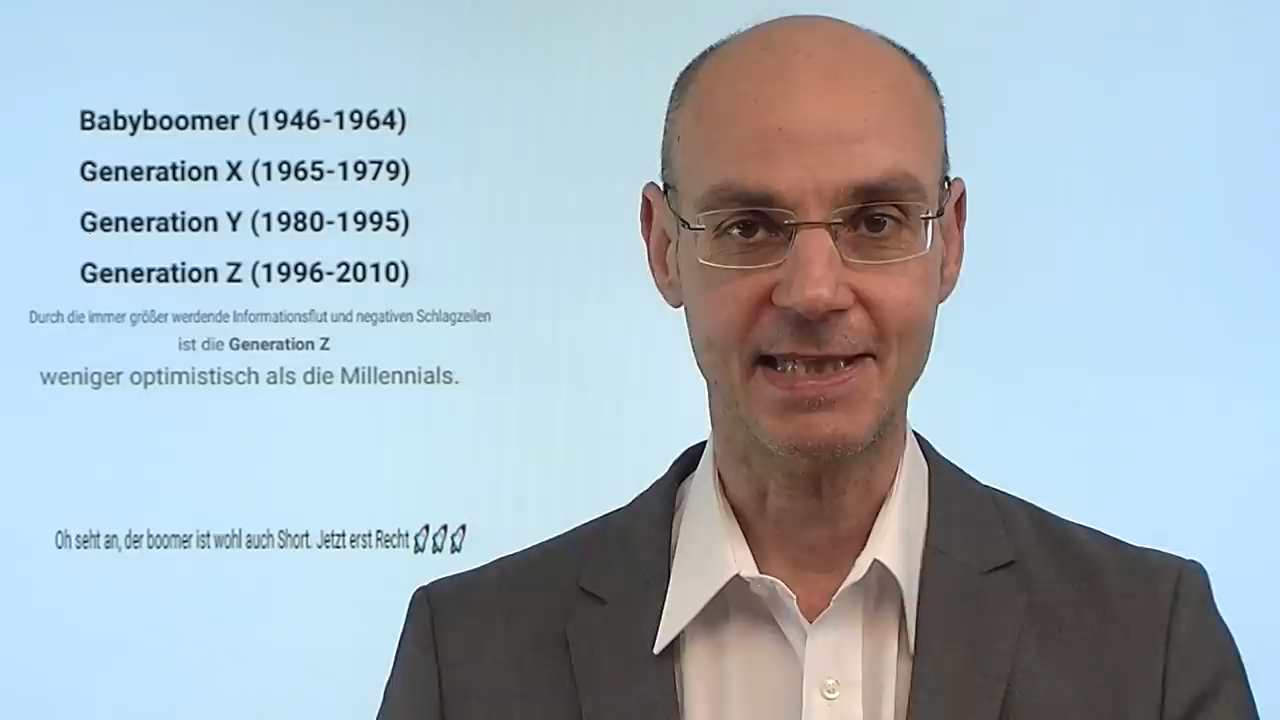 Babyboomer (1946-1964)
Generation X (1965-1979)
Generation Y (1980-1995)
Generation Z (1996-2010)
Durch die immer größer werdende Informationsflut und negativen Schlagzeilen
ist die Generation Z
weniger optimistisch als die Millennials.
Oh seht an, der boomer ist wohl auch Short. Jetzt erst Recht 🚀🚀🚀